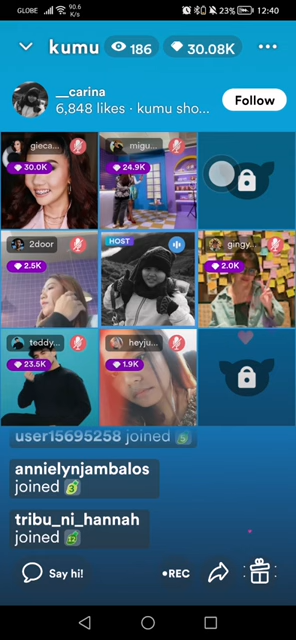 GLOBE
90.6
K/s
23%
12:40
kumu
186
30.08K
__carina
6,848 likes · kumu sho...
Follow
gieca...
30.0K
migu...
24.9K
2door
2.5K
HOST
gingy...
2.0K
teddy...
23.5K
heyju...
1.9K
user15695258 joined
annielynjambalos
joined
tribu_ni_hannah
joined
Say hi!
•REC